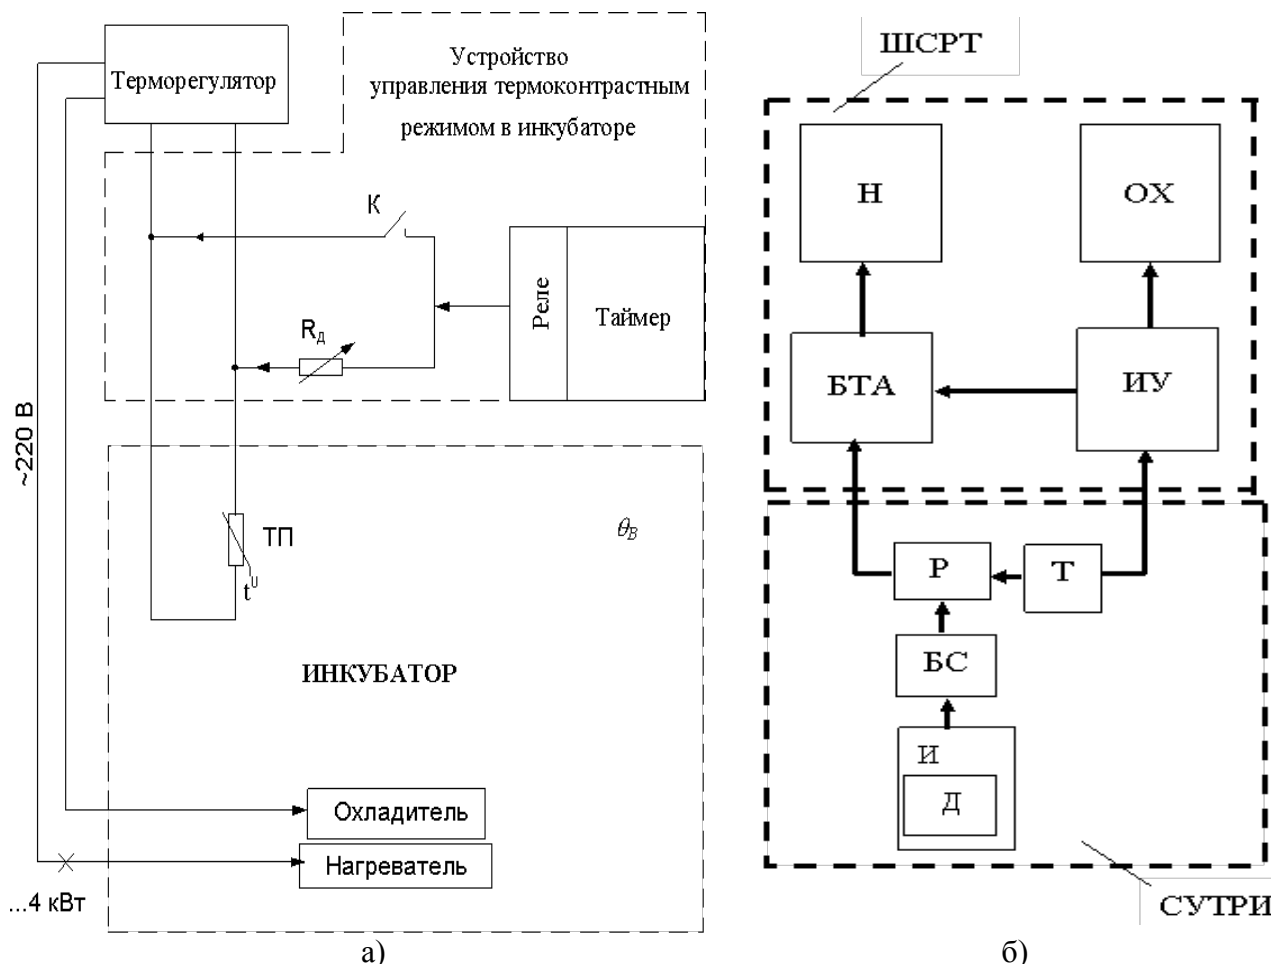 Терморегулятор
Устройство
управления термоконтрастным
режимом в инкубаторе
К
Реле
Таймер
Rд
~220 В
ТП
t⁰
θВ
ИНКУБАТОР
Охладитель
Нагреватель
...4 кВт
а)
ШСРТ
Н
ОХ
БТА
ИУ
Р
Т
БС
И
Д
СУТРИ
б)